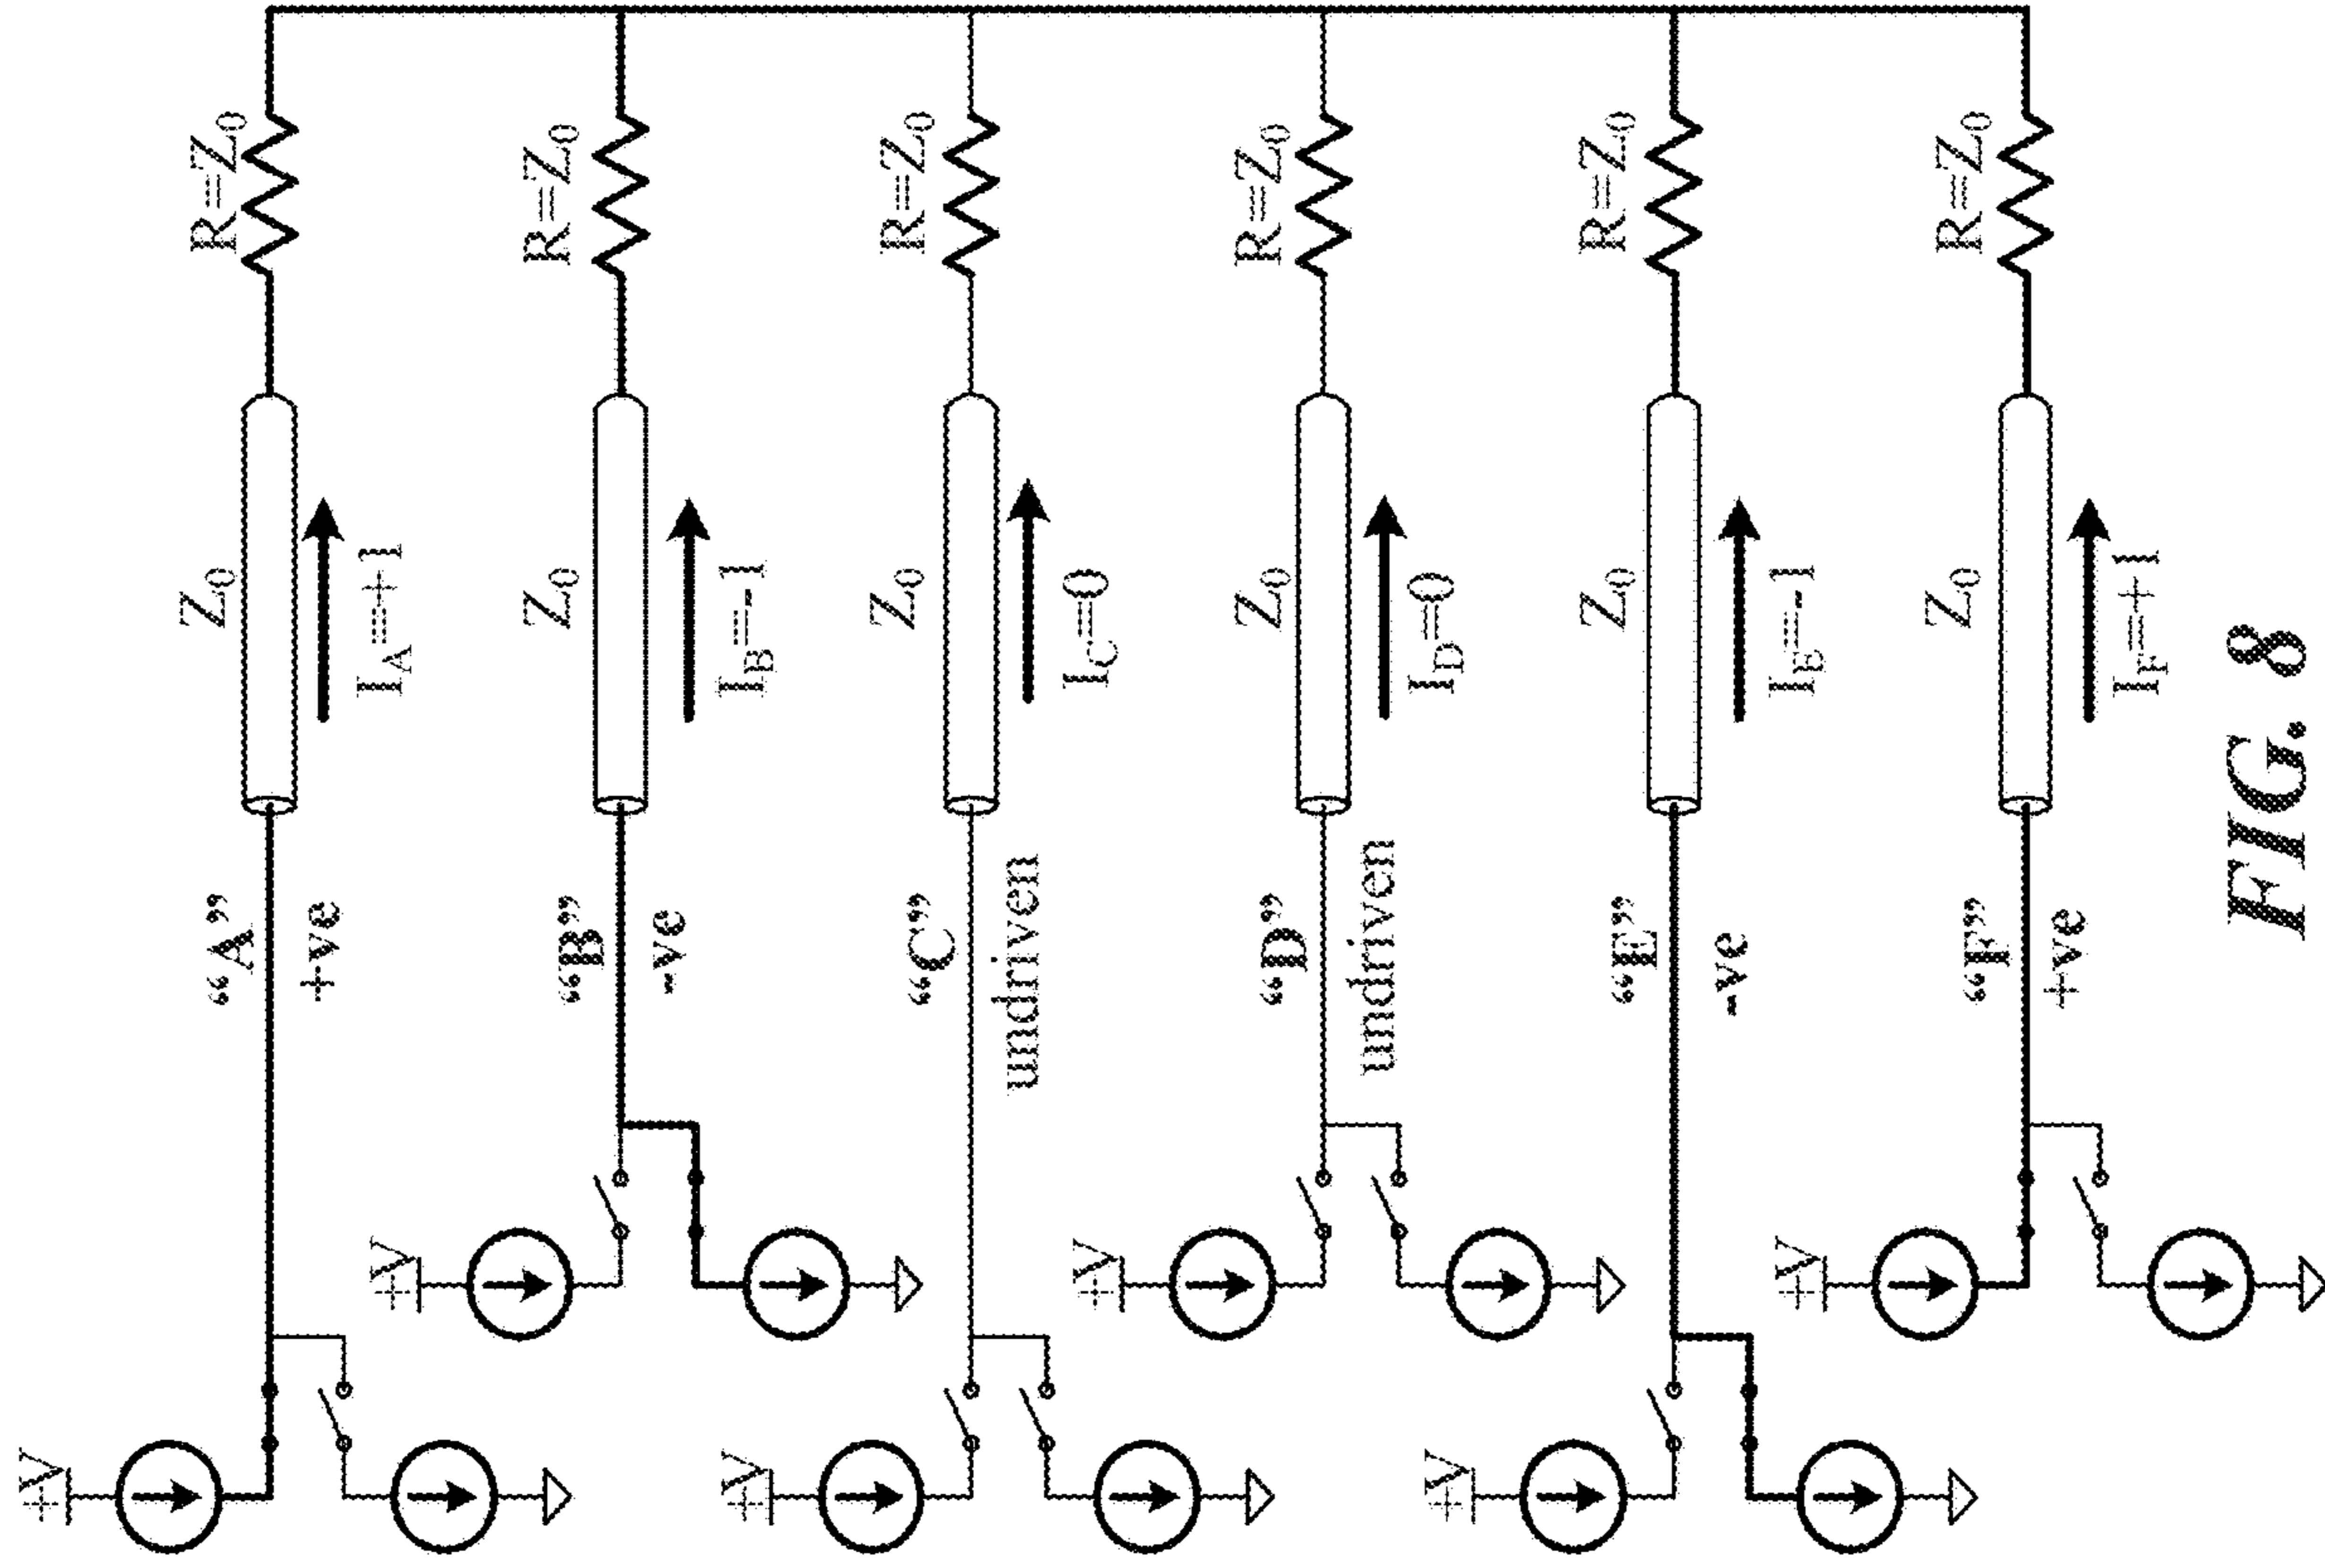 +V
"A"
+ve
Z0
IA=+1
R=Z0
+V
"B"
-ve
Z0
IB=-1
R=Z0
+V
"C"
undriven
Z0
IC=0
R=Z0
+V
"D"
undriven
Z0
ID=0
R=Z0
+V
"E"
-ve
Z0
IE=-1
R=Z0
+V
"F"
+ve
Z0
IF=+1
R=Z0
FIG. 8